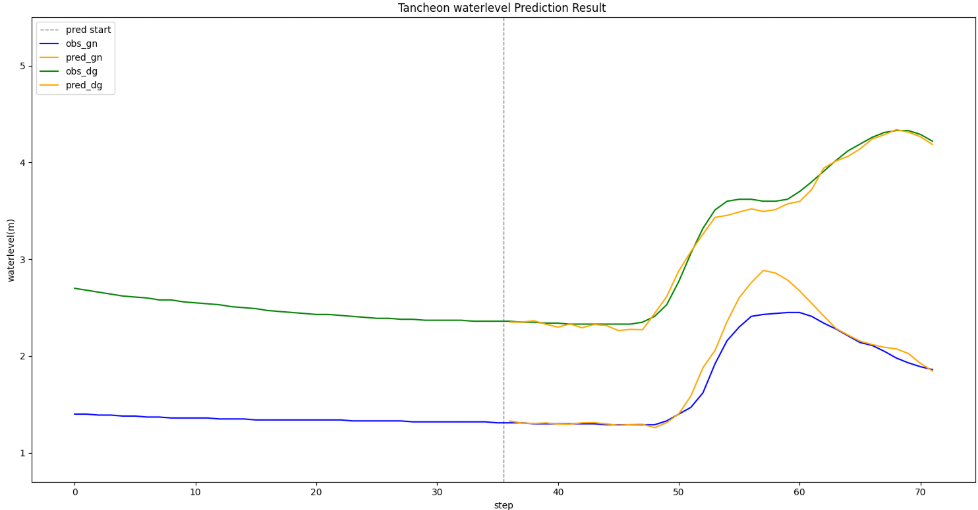 Tancheon waterlevel Prediction Result
pred start
obs_gn
pred_gn
obs_dg
pred_dg
waterlevel(m)
5
4
3
2
1
0 10 20 30 40 50 60 70
step